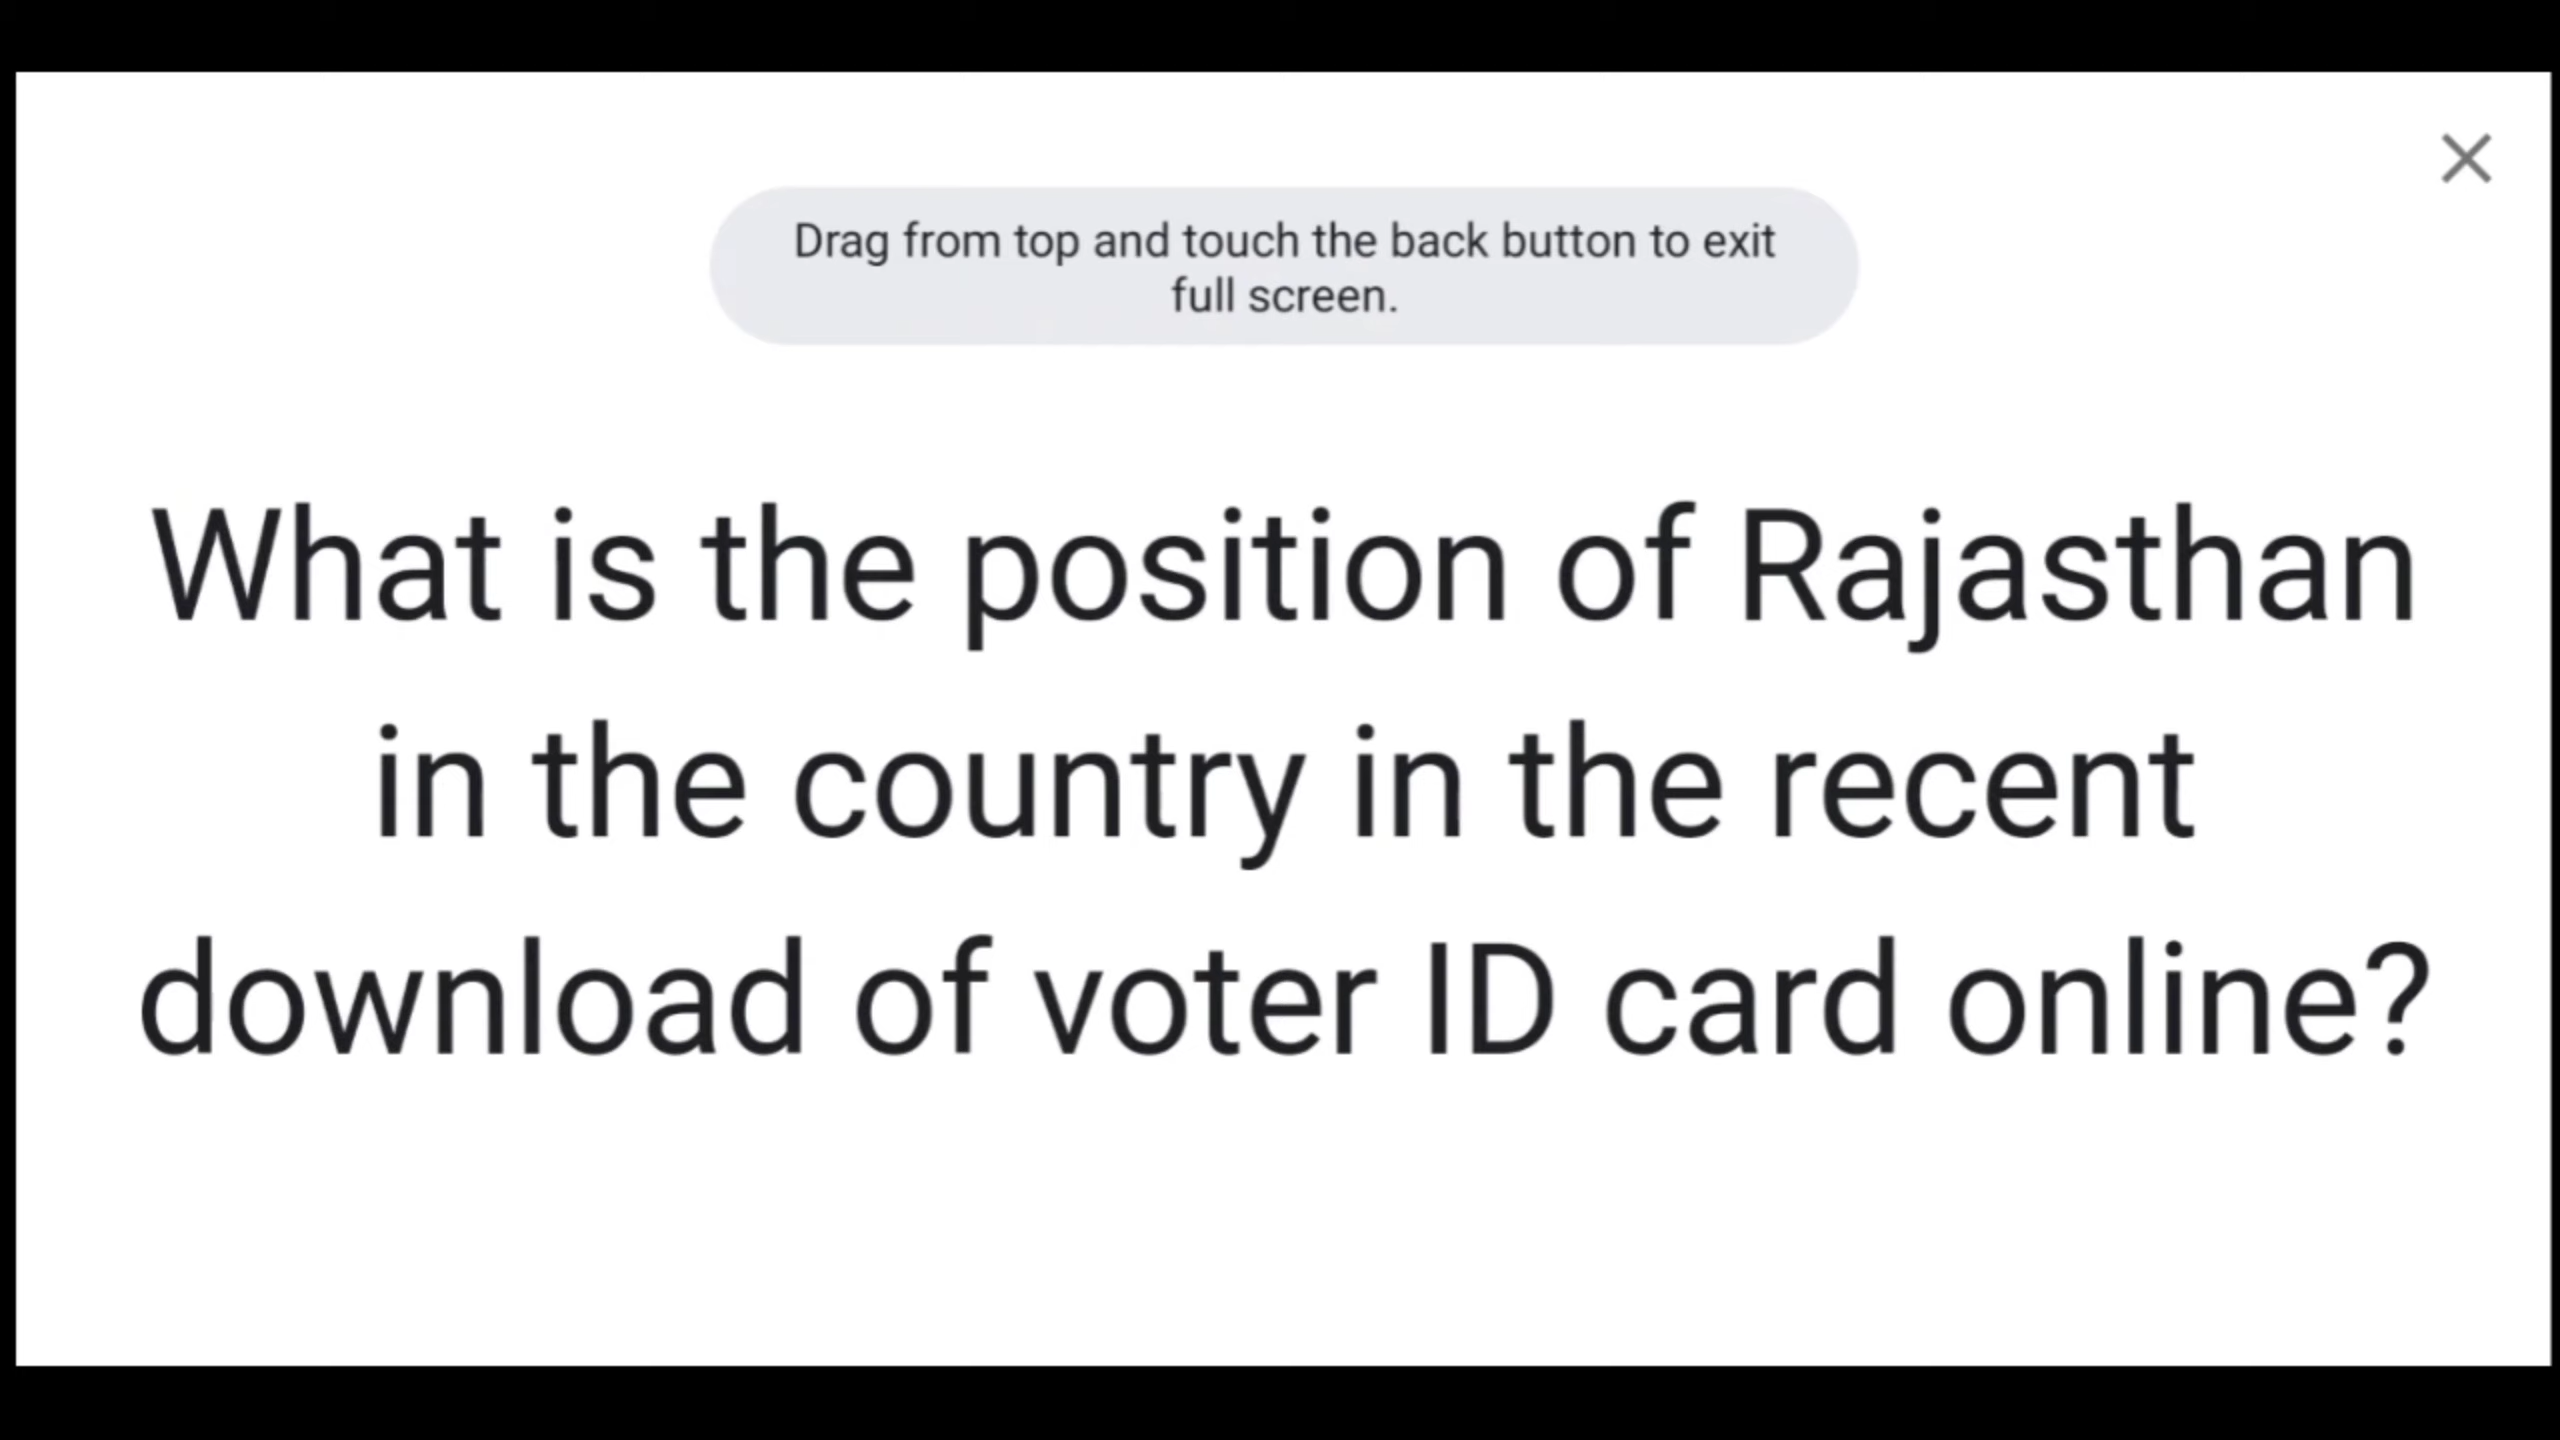 Drag from top and touch the back button to exit
full screen.
What is the position of Rajasthan
in the country in the recent
download of voter ID card online?